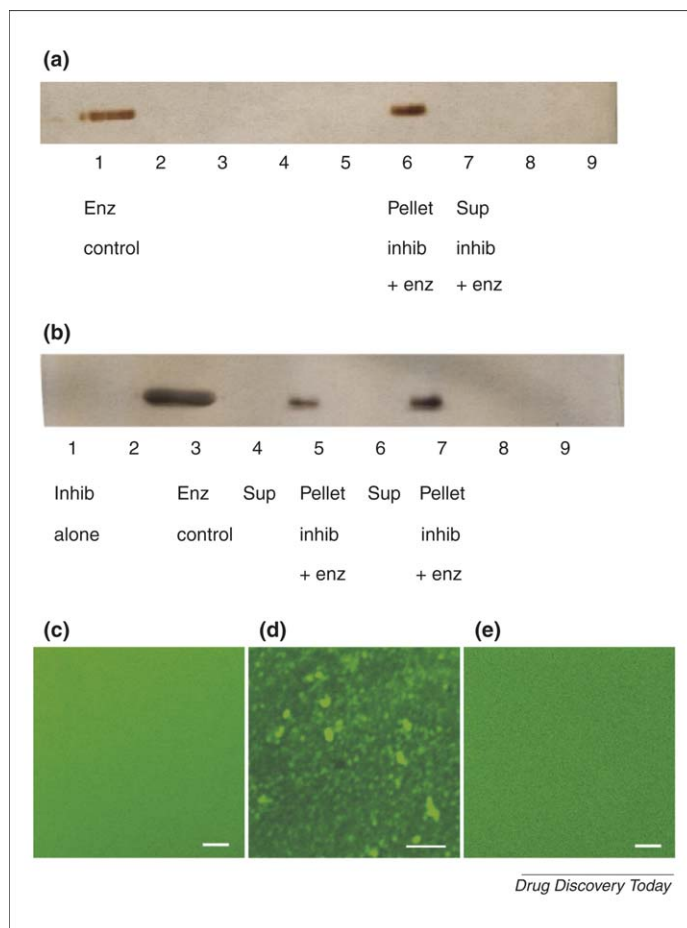 (a)
1 2 3 4 5 6 7 8 9
Enz Pellet Sup
control inhib inhib
+ enz + enz
(b)
1 2 3 4 5 6 7 8 9
Inhib Enz Sup Pellet Sup Pellet
alone control inhib inhib
+ enz + enz
(c) (d) (e)
Drug Discovery Today